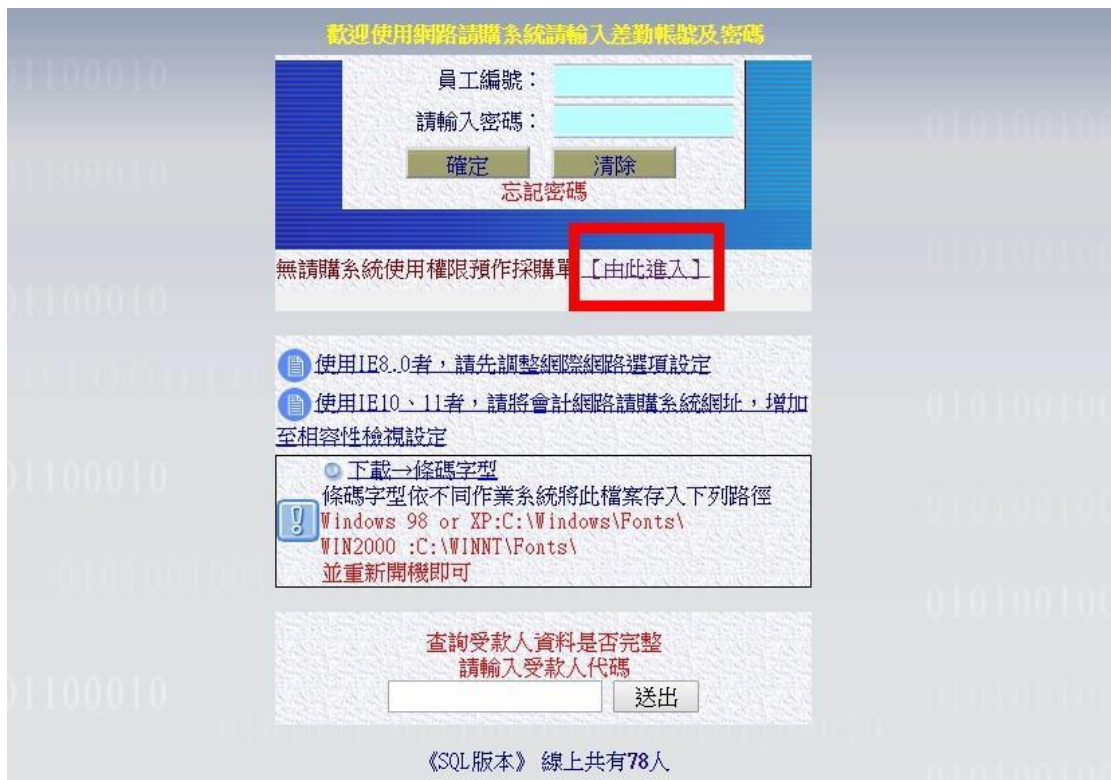 歡迎使用網路請購系統請輸入差勤帳號及密碼
員工編號：
請輸入密碼：
確定 清除
忘記密碼
無請購系統使用權限預作採購單【由此進入】
使用IE8.0者，請先調整網際網路選項設定
使用IE10、11者，請將會計網路請購系統網址，增加
至相容性檢視設定
下載→條碼字型
條碼字型依不同作業系統將此檔案存入下列路徑
Windows 98 or XP:C:\Windows\Fonts\
WIN2000 :C:\WINNT\Fonts\
並重新開機即可
查詢受款人資料是否完整
請輸入受款人代碼
送出
《SQL版本》 線上共有78人